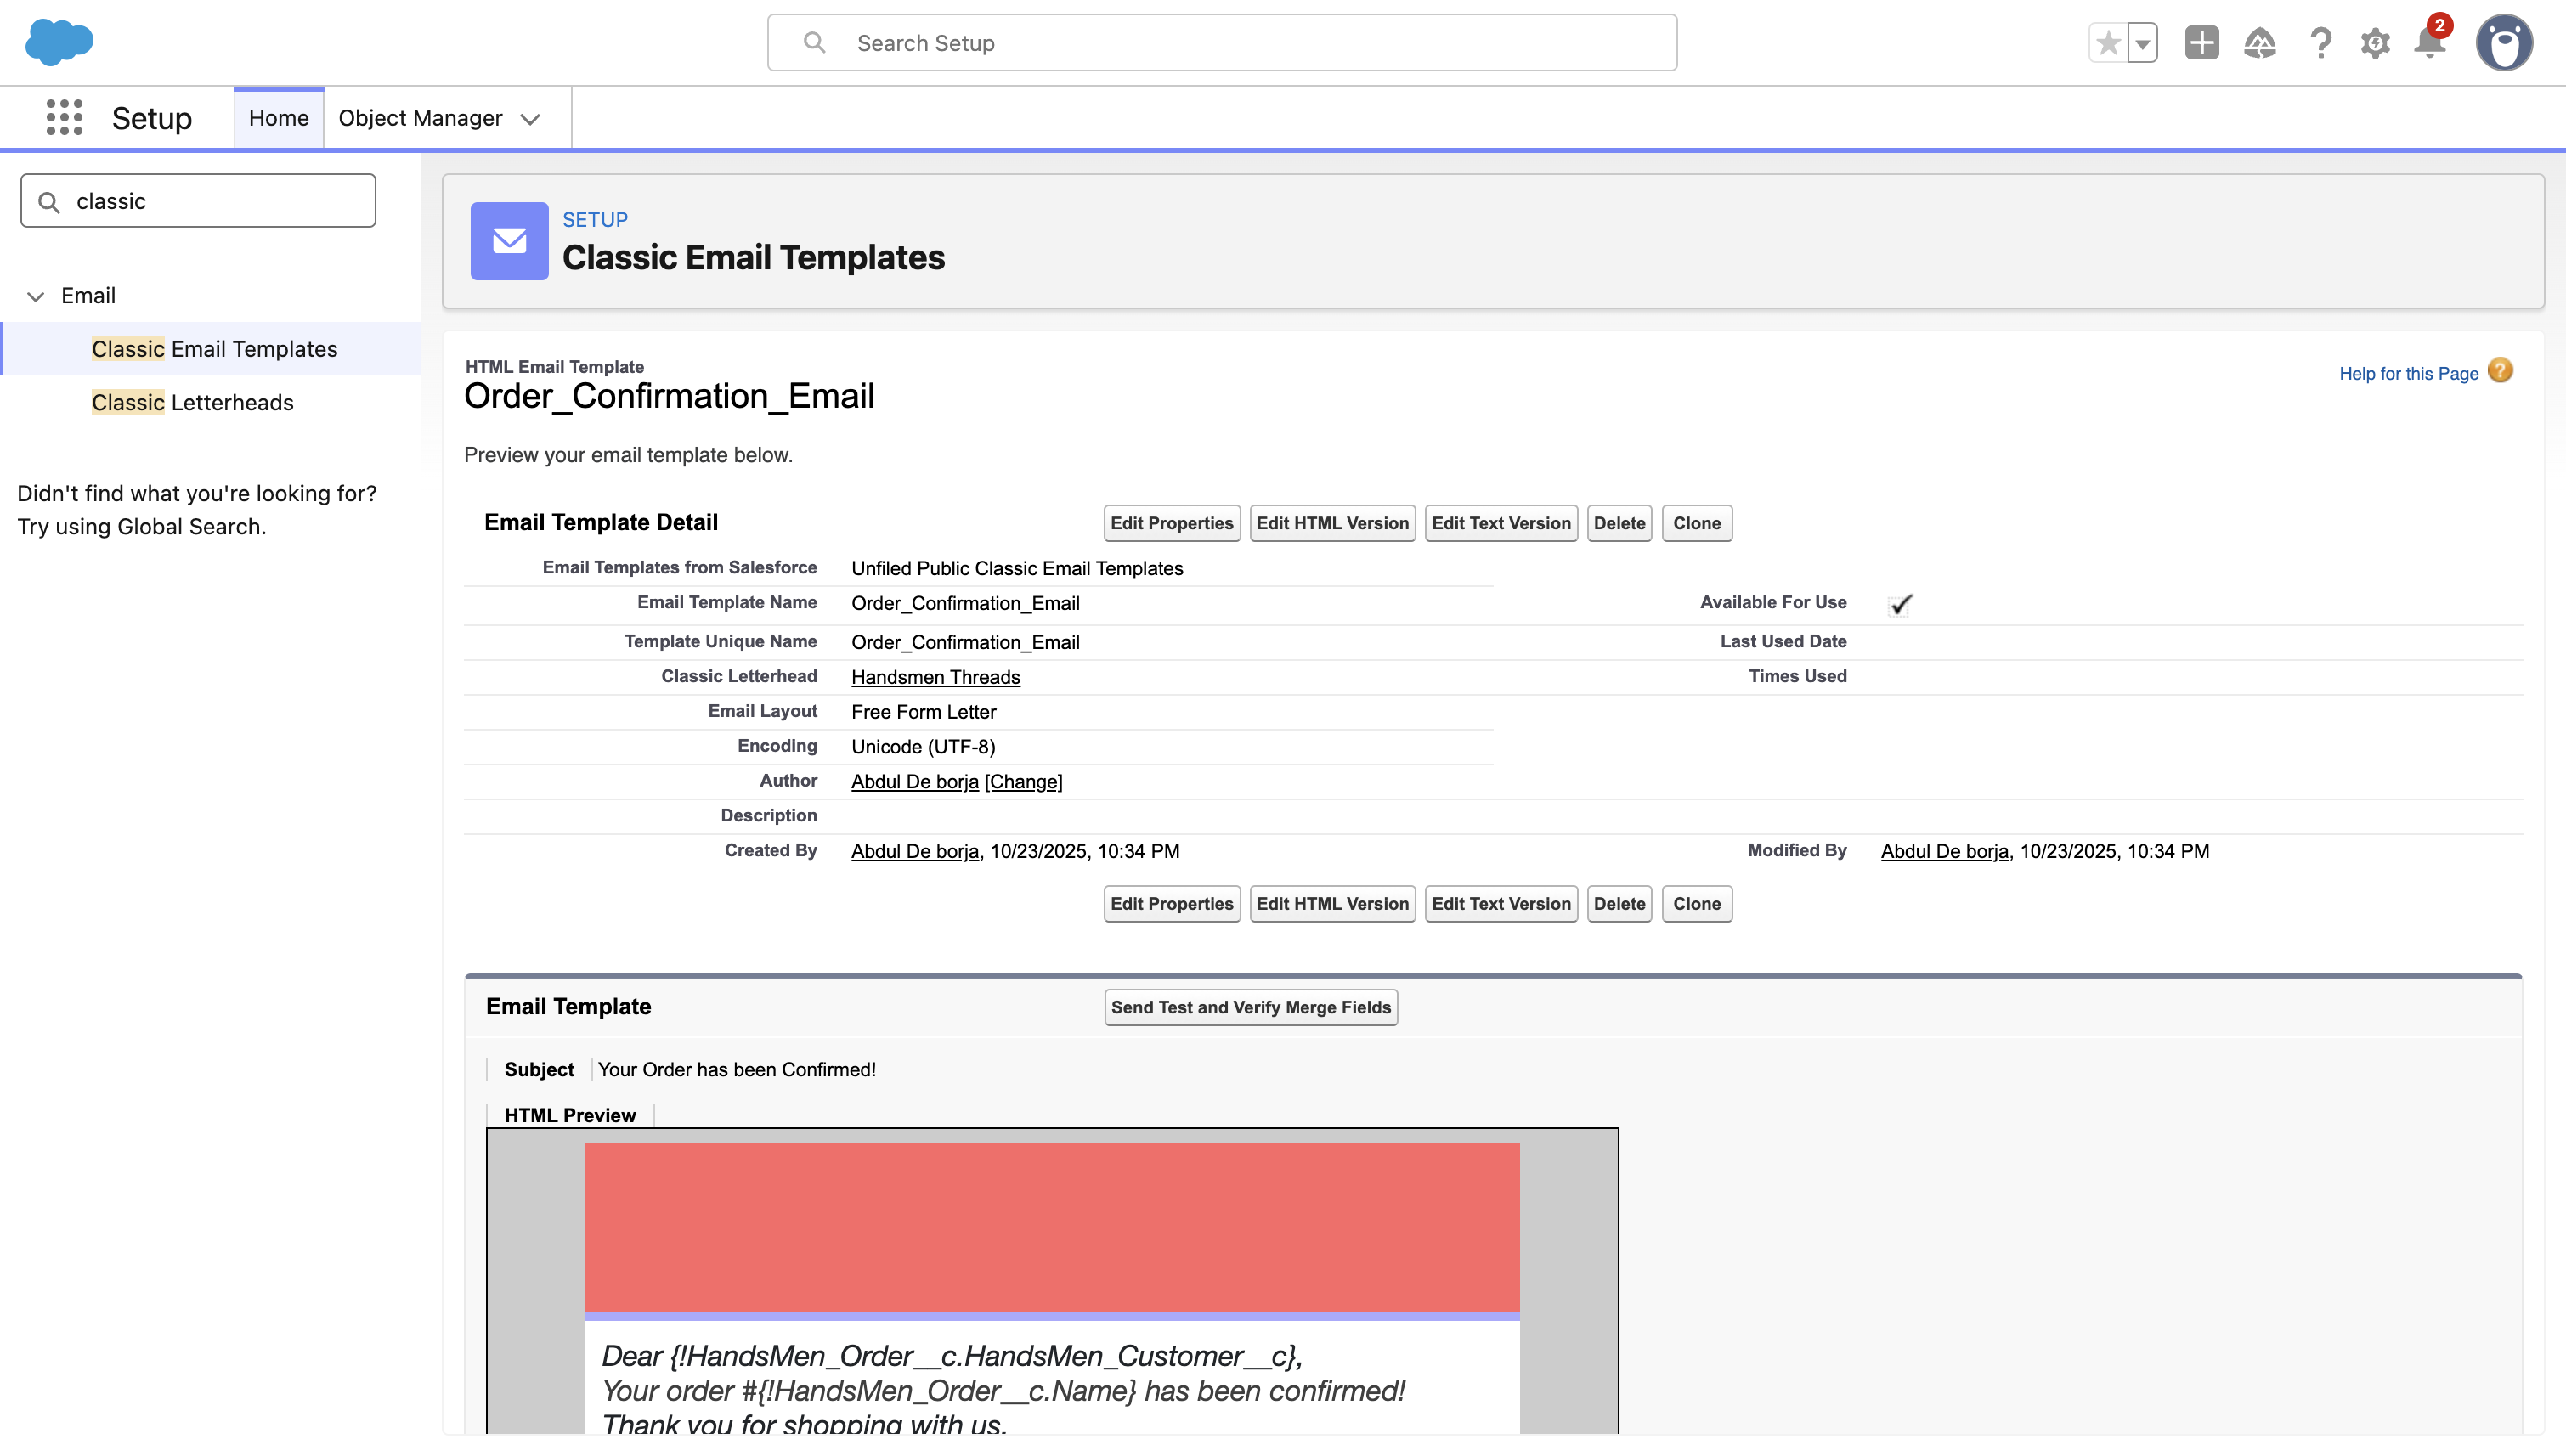 Search Setup
2
Setup
Home
Object Manager
classic
Email
Classic Email Templates
Classic Letterheads
Didn't find what you're looking for?
Try using Global Search.
SETUP
Classic Email Templates
HTML Email Template
Order_Confirmation_Email
Help for this Page
Preview your email template below.
Email Template Detail
Edit Properties Edit HTML Version Edit Text Version Delete Clone
Email Templates from Salesforce Unfiled Public Classic Email Templates
Email Template Name Order_Confirmation_Email Available For Use
Template Unique Name Order_Confirmation_Email Last Used Date
Classic Letterhead Handsmen Threads Times Used
Email Layout Free Form Letter
Encoding Unicode (UTF-8)
Author Abdul De borja [Change]
Description
Created By Abdul De borja, 10/23/2025, 10:34 PM Modified By Abdul De borja, 10/23/2025, 10:34 PM
Edit Properties Edit HTML Version Edit Text Version Delete Clone
Email Template Send Test and Verify Merge Fields
Subject Your Order has been Confirmed!
HTML Preview
Dear {!HandsMen_Order__c.HandsMen_Customer__c},
Your order #{!HandsMen_Order__c.Name} has been confirmed!
Thank you for shopping with us.